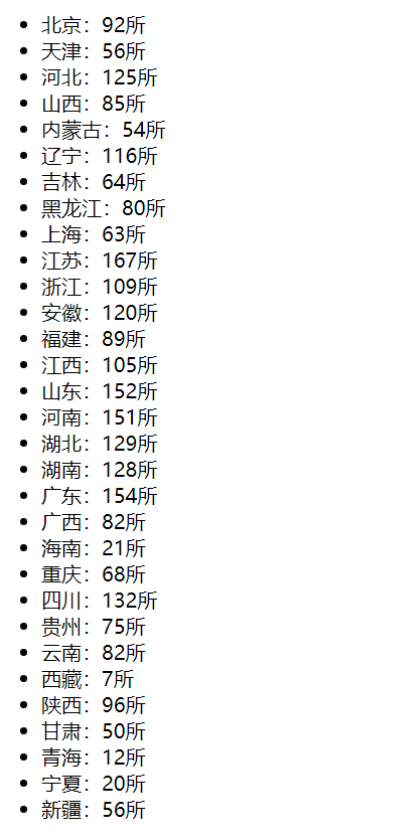 北京：92所
天津：56所
河北：125所
山西：85所
内蒙古：54所
辽宁：116所
吉林：64所
黑龙江：80所
上海：63所
江苏：167所
浙江：109所
安徽：120所
福建：89所
江西：105所
山东：152所
河南：151所
湖北：129所
湖南：128所
广东：154所
广西：82所
海南：21所
重庆：68所
四川：132所
贵州：75所
云南：82所
西藏：7所
陕西：96所
甘肃：50所
青海：12所
宁夏：20所
新疆：56所